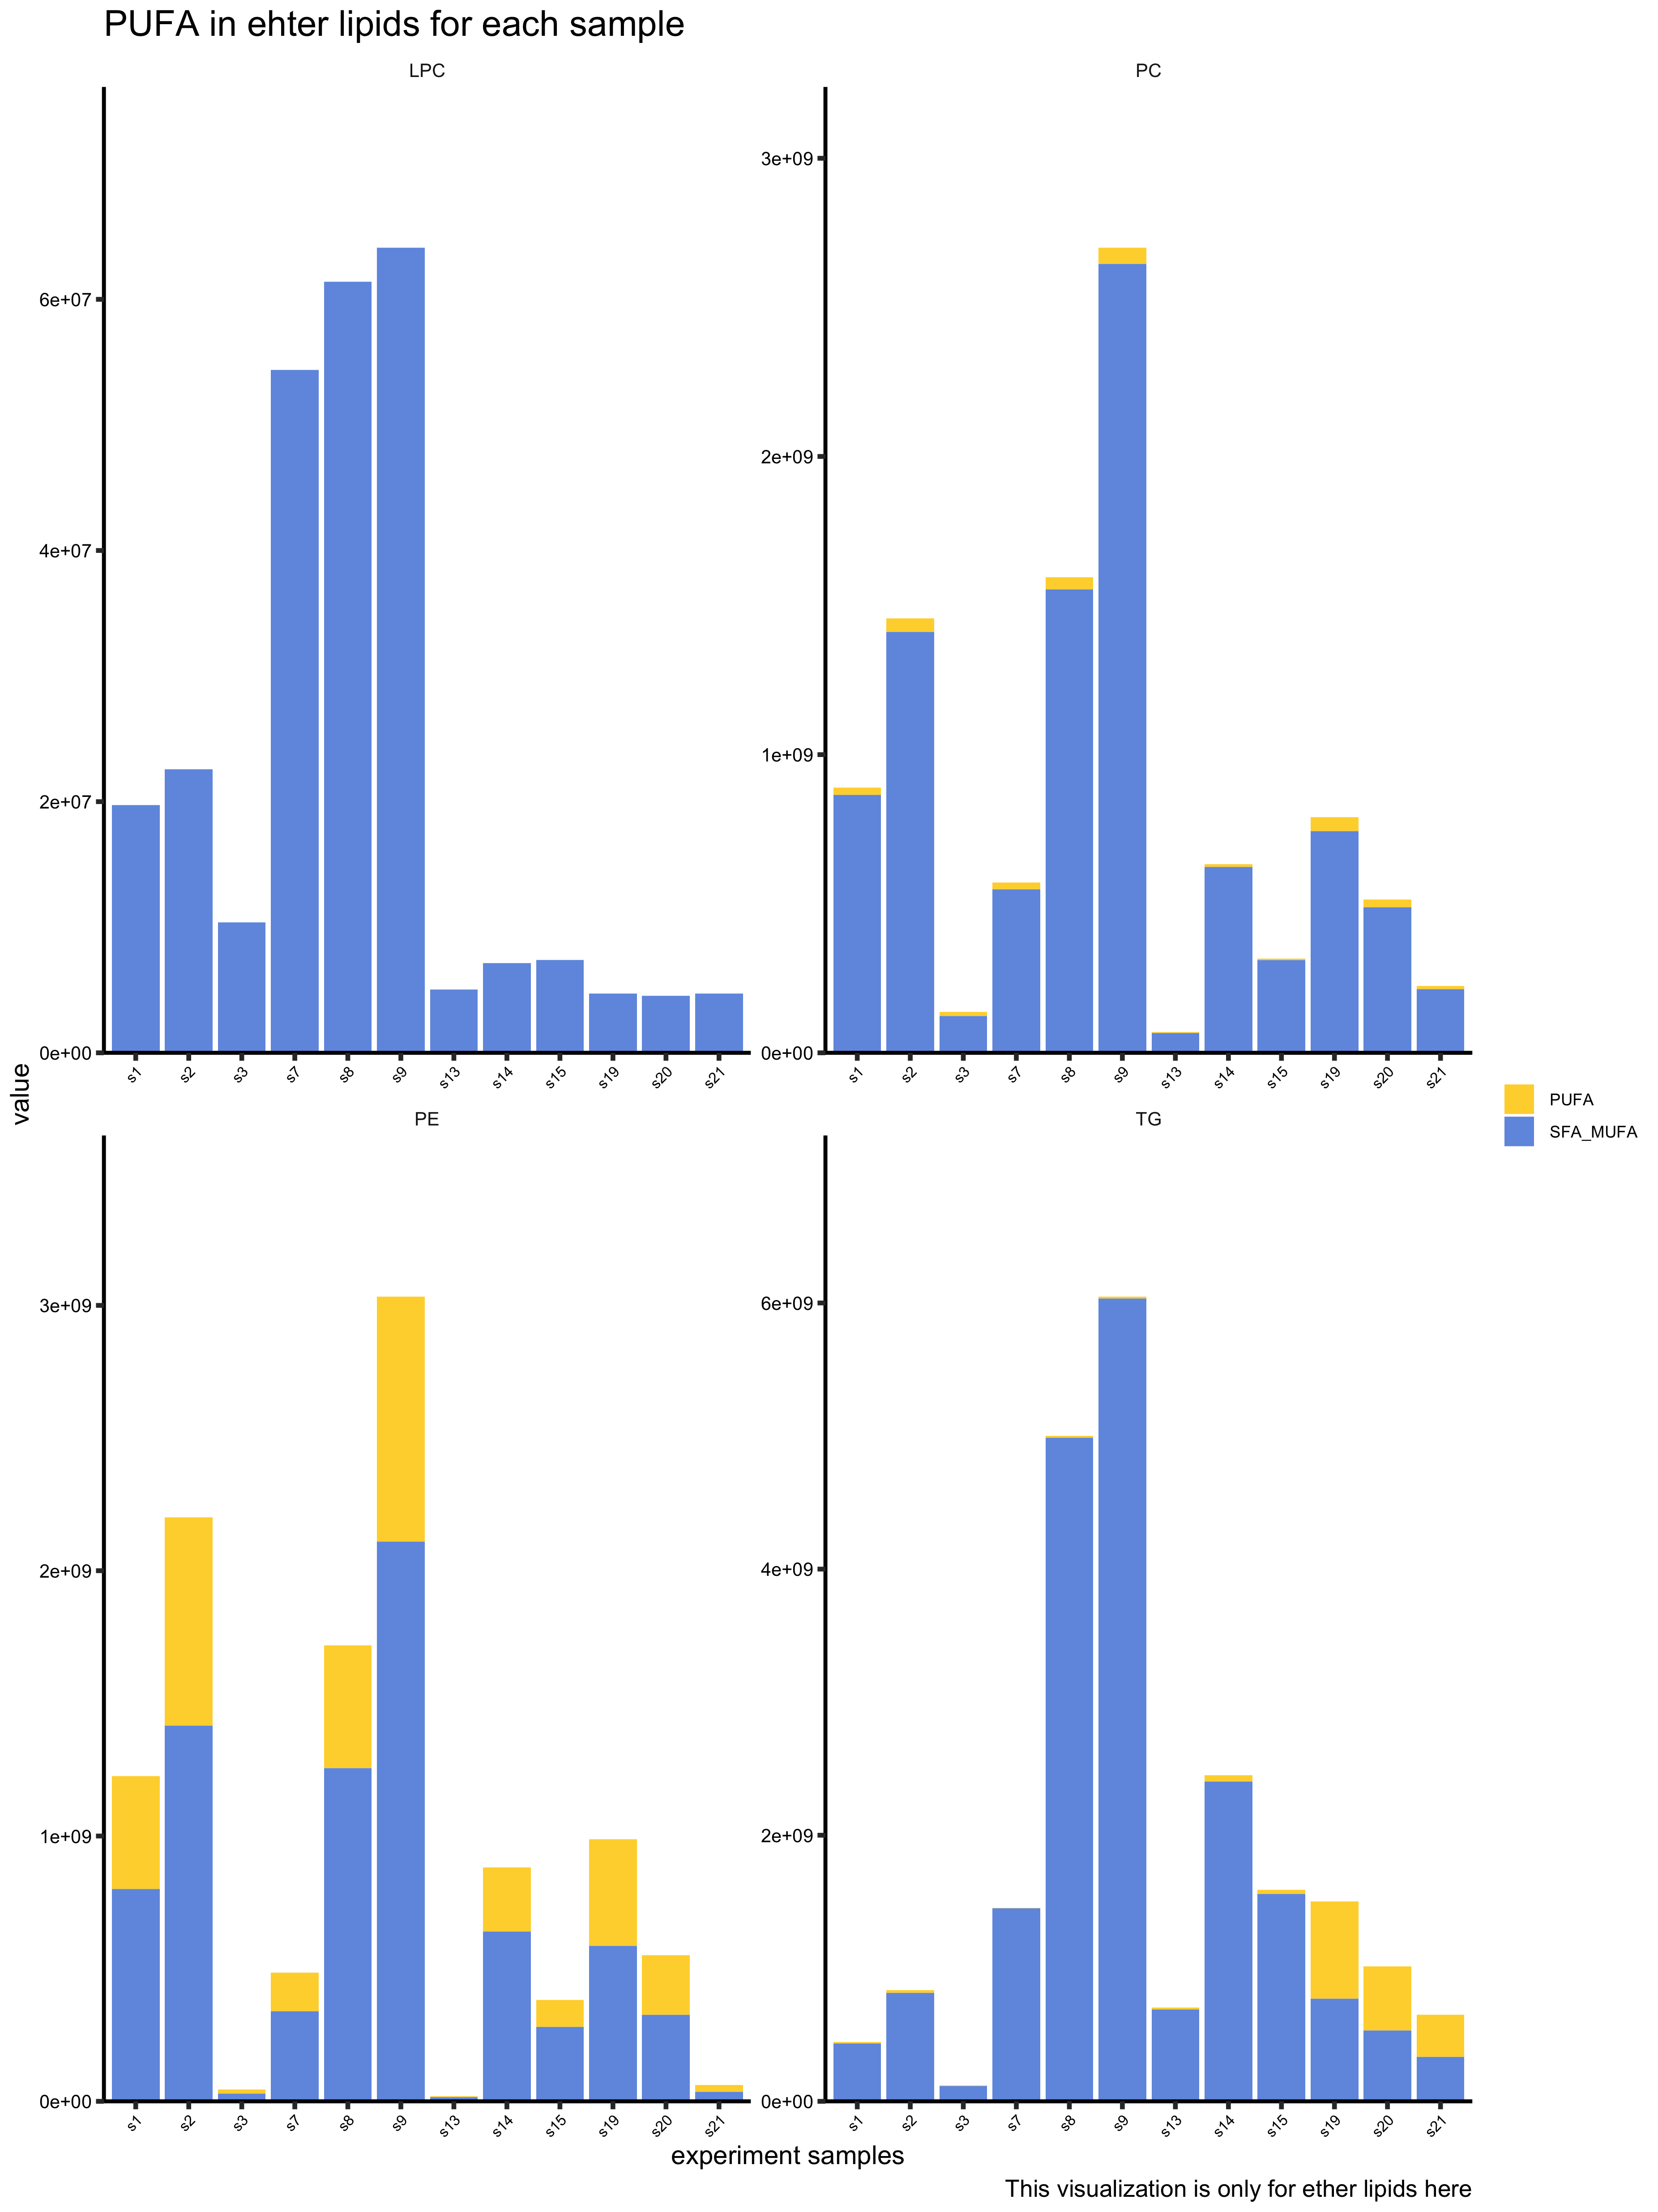 PUFA in ehter lipids for each sample
LPC
PC
6e+07
4e+07
2e+07
0e+00
s1 s2 s3 s7 s8 s9 s13 s14 s15 s19 s20 s21
3e+09
2e+09
1e+09
0e+00
s1 s2 s3 s7 s8 s9 s13 s14 s15 s19 s20 s21
value
PUFA
SFA_MUFA
PE
TG
3e+09
2e+09
1e+09
0e+00
s1 s2 s3 s7 s8 s9 s13 s14 s15 s19 s20 s21
6e+09
4e+09
2e+09
0e+00
s1 s2 s3 s7 s8 s9 s13 s14 s15 s19 s20 s21
experiment samples
This visualization is only for ether lipids here